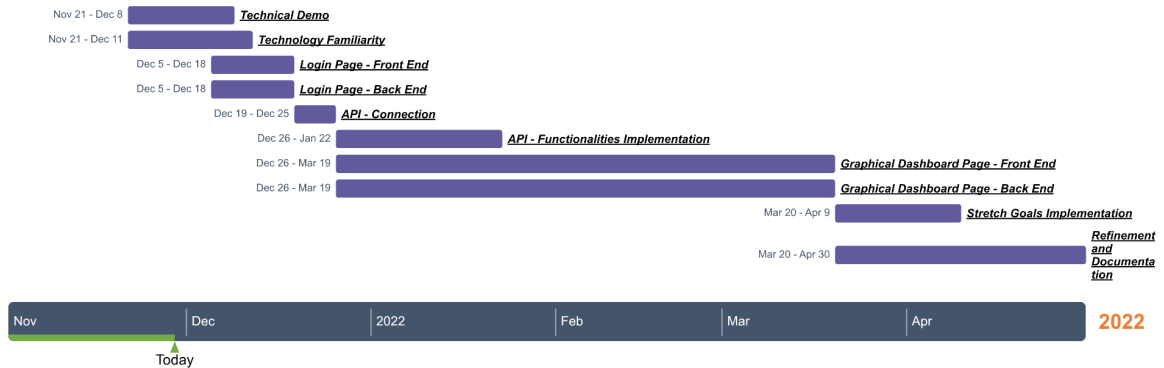 Nov 21 - Dec 8 Technical Demo
Nov 21 - Dec 11 Technology Familiarity
Dec 5 - Dec 18 Login Page - Front End
Dec 5 - Dec 18 Login Page - Back End
Dec 19 - Dec 25 API - Connection
Dec 26 - Jan 22 API - Functionalities Implementation
Dec 26 - Mar 19 Graphical Dashboard Page - Front End
Dec 26 - Mar 19 Graphical Dashboard Page - Back End
Mar 20 - Apr 9 Stretch Goals Implementation
Mar 20 - Apr 30 Refinement
and
Documenta
tion
Nov Dec 2022 Feb Mar Apr 2022
Today